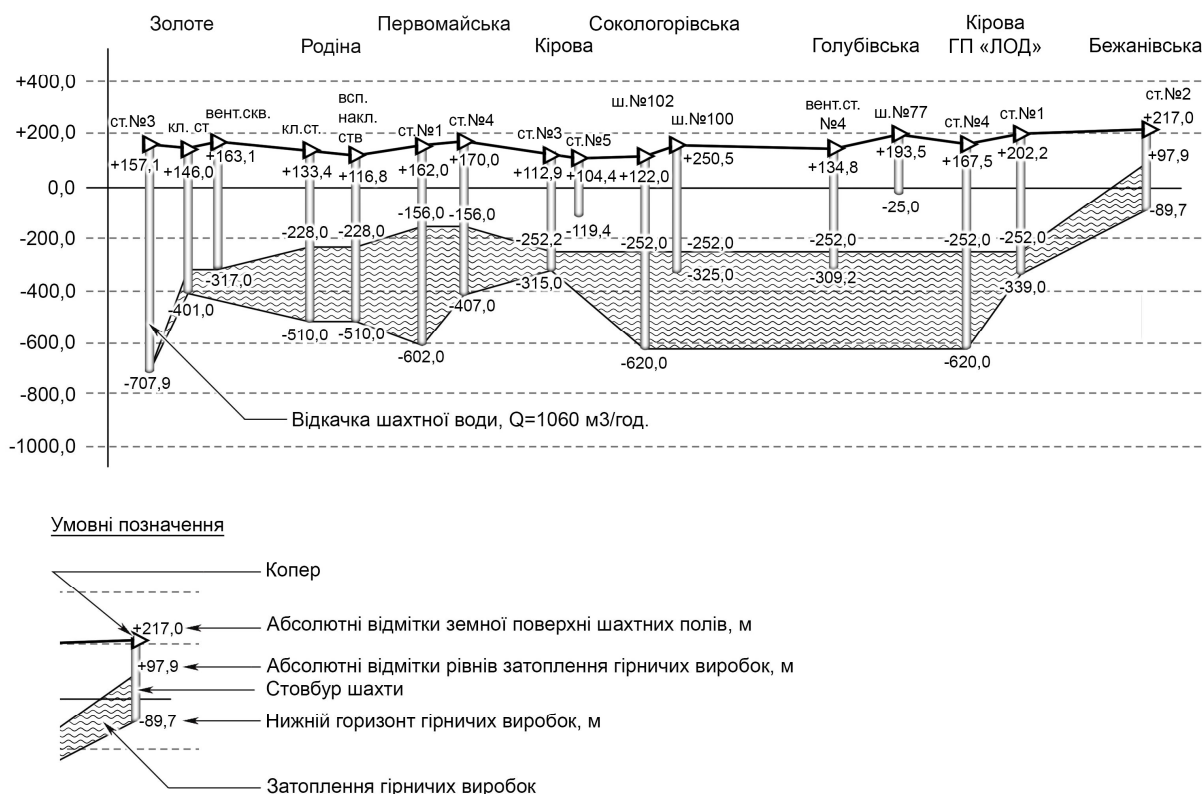 Золоте
Первомайська
Сокологорівська
Кірова
Родіна
Кірова
Голубівська
ГП «ЛОД»
Бежанівська
+400,0
+200,0
0,0
-200,0
-400,0
-600,0
-800,0
-1000,0
ст.№3
+157,1
-707,9
кл. ст
+146,0
-401,0
вент.скв.
+163,1
-317,0
кл.ст.
+133,4
-228,0
-510,0
всп.
накл.
ств
+116,8
-228,0
-510,0
ст.№1
+162,0
-156,0
-602,0
ст.№4
+170,0
-156,0
-407,0
ст.№3
+112,9
-252,2
-315,0
ст.№5
+104,4
-119,4
ш.№102
+122,0
-252,0
-620,0
ш.№100
+250,5
-252,0
-325,0
вент.ст.
№4
+134,8
-252,0
-309,2
ш.№77
+193,5
-25,0
ст.№4
+167,5
-252,0
-620,0
ст.№1
+202,2
-252,0
-339,0
ст.№2
+217,0
+97,9
-89,7
Відкачка шахтної води, Q=1060 м3/год.
Умовні позначення
Копер
+217,0
Абсолютні відмітки земної поверхні шахтних полів, м
+97,9
Абсолютні відмітки рівнів затоплення гірничих виробок, м
Стовбур шахти
-89,7
Нижній горизонт гірничих виробок, м
Затоплення гірничих виробок